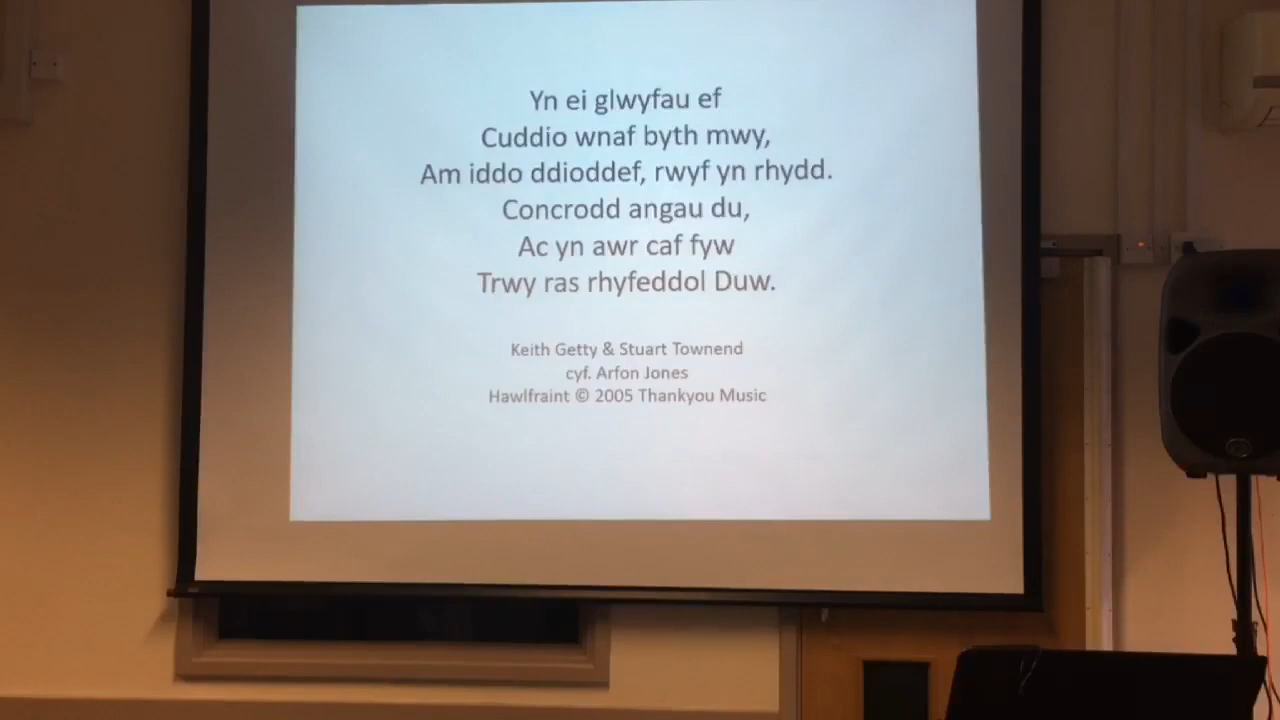 Yn ei glwyfau ef
Cuddio wnaf byth mwy,
Am iddo ddioddef, rwyf yn rhydd.
Concrodd angau du,
Ac yn awr caf fyw
Trwy ras rhyfeddol Duw.
Keith Getty & Stuart Townend
cyf. Arfon Jones
Hawlfraint © 2005 Thankyou Music